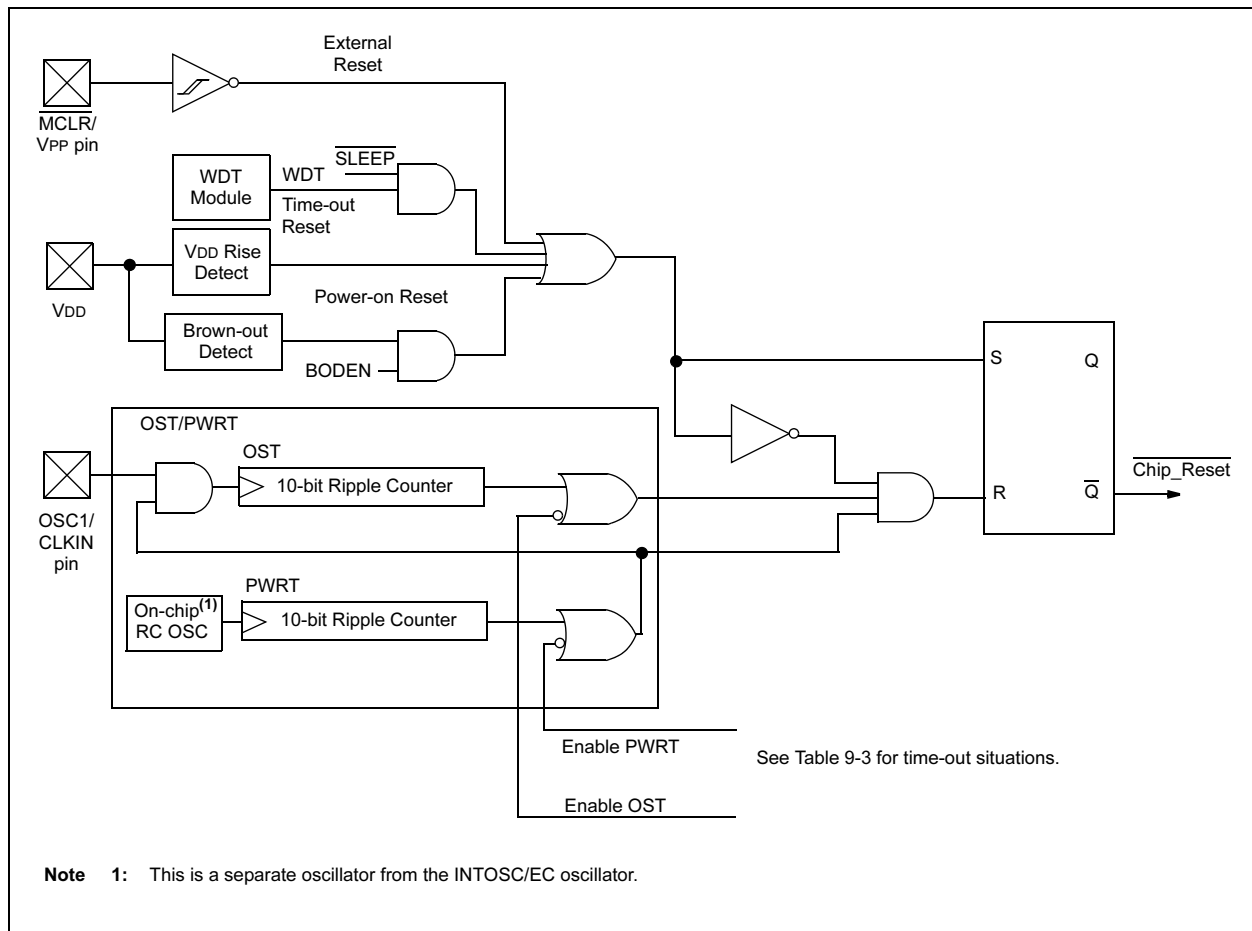 External
Reset
MCLR/
VPP pin
SLEEP
WDT
Module
WDT
Time-out
Reset
VDD Rise
Detect
VDD
Power-on Reset
Brown-out
Detect
BODEN
S
Q
OST/PWRT
OST
10-bit Ripple Counter
OSC1/
CLKIN
pin
R
Q
Chip_Reset
PWRT
On-chip(1)
RC OSC
10-bit Ripple Counter
Enable PWRT
See Table 9-3 for time-out situations.
Enable OST
Note 1: This is a separate oscillator from the INTOSC/EC oscillator.